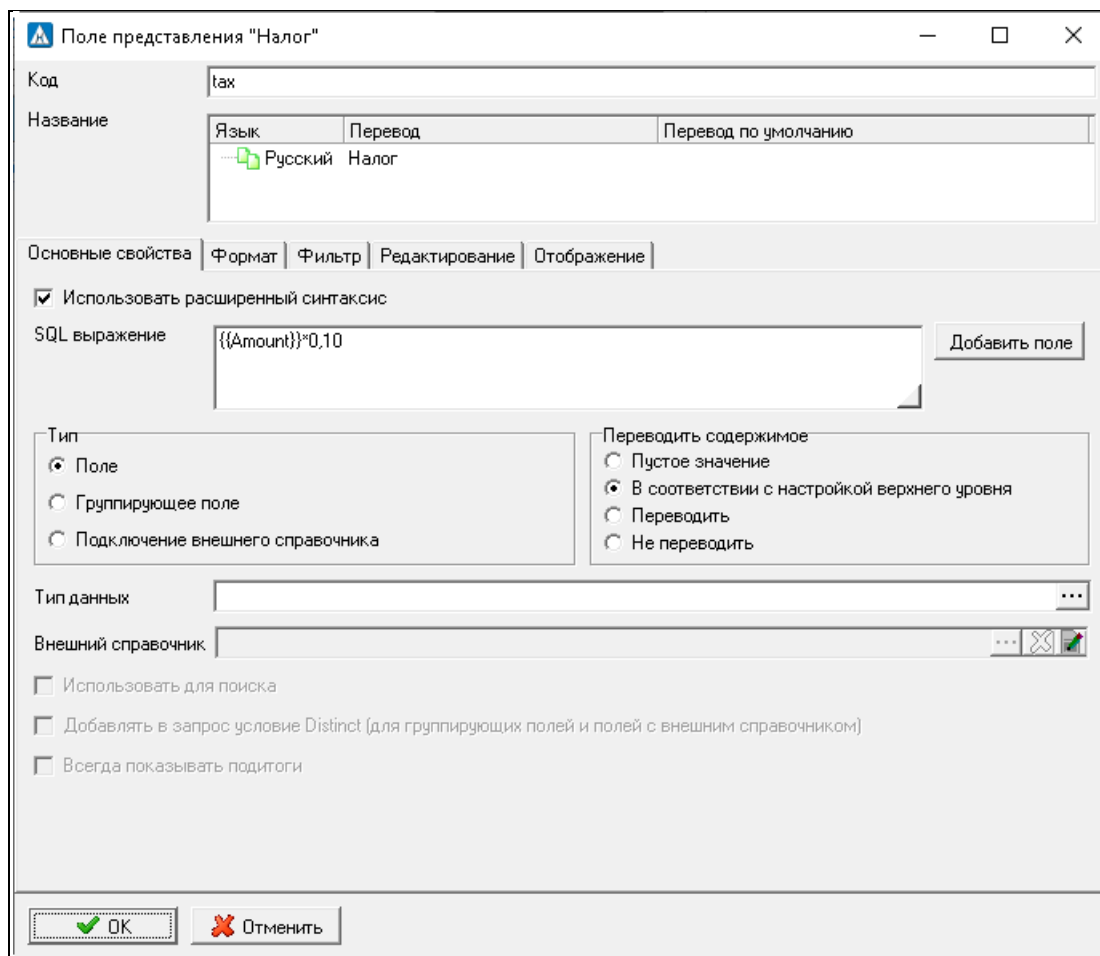 Поле представления "Налог"
Код
tax
Название
Язык Перевод Перевод по умолчанию
Русский Налог
Основные свойства Формат Фильтр Редактирование Отображение
Использовать расширенный синтаксис
SQL выражение
{{Amount}}*0,10
Добавить поле
Тип
Поле
Группирующее поле
Подключение внешнего справочника
Переводить содержимое
Пустое значение
В соответствии с настройкой верхнего уровня
Переводить
Не переводить
Тип данных
...
Внешний справочник
...
Использовать для поиска
Добавлять в запрос условие Distinct (для группирующих полей и полей с внешним справочником)
Всегда показывать подитоги
OK
Отменить